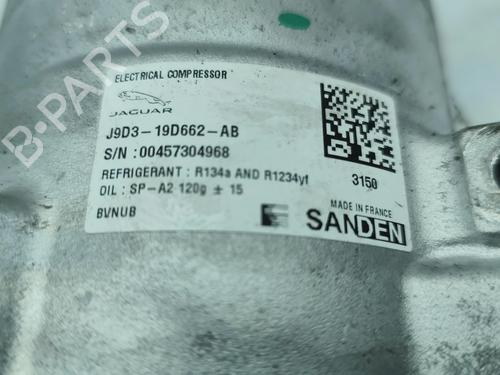 B-PARTS
ELECTRICAL COMPRESSOR
JAGUAR
J9D3-19D662-AB
S/N :00457304968
REFRIGERANT : R134a AND R1234yf
OIL : SP-A2 120g ± 15
BVNUB
3150
MADE IN FRANCE
SANDEN